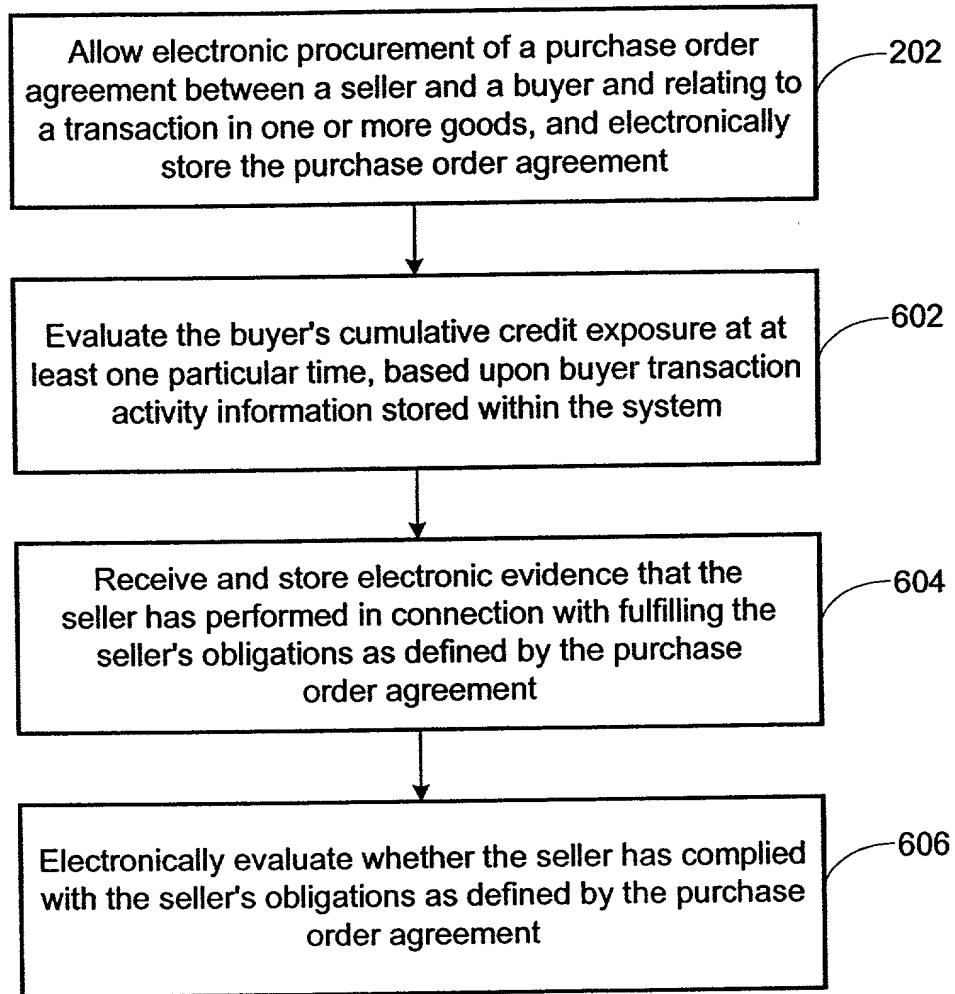 Allow electronic procurement of a purchase order
agreement between a seller and a buyer and relating to
a transaction in one or more goods, and electronically
store the purchase order agreement
202
Evaluate the buyer's cumulative credit exposure at at
least one particular time, based upon buyer transaction
activity information stored within the system
602
Receive and store electronic evidence that the
seller has performed in connection with fulfilling the
seller's obligations as defined by the purchase
order agreement
604
Electronically evaluate whether the seller has complied
with the seller's obligations as defined by the purchase
order agreement
606